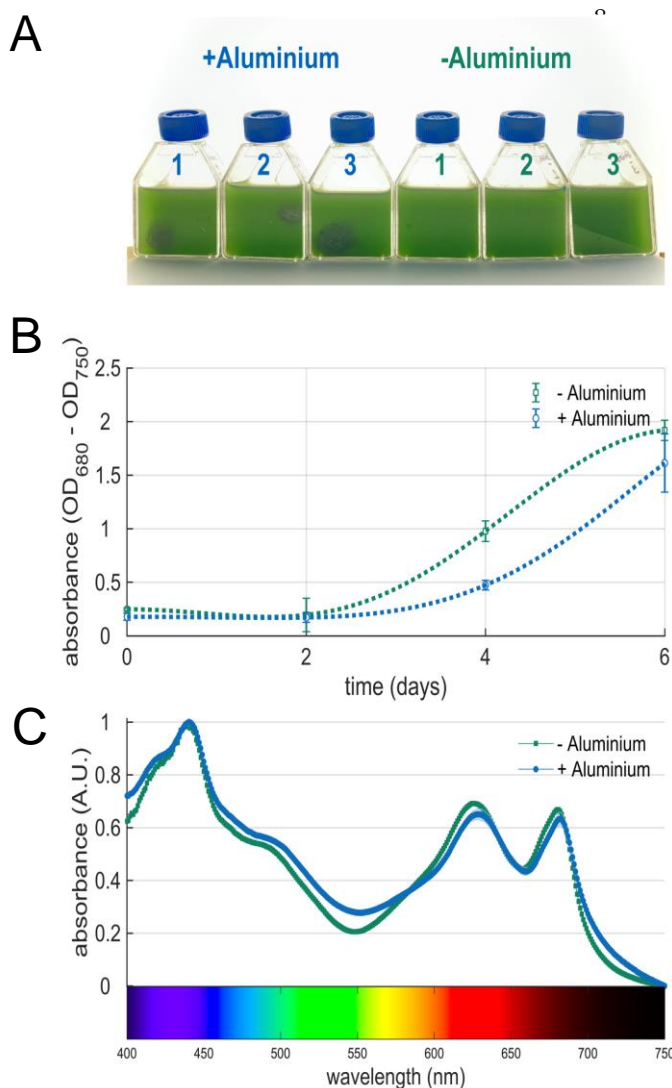 A
+Aluminium -Aluminium
1 2 3 1 2 3
B
absorbance (OD680 - OD750)
2.5
2
1.5
1
0.5
0
- Aluminium
+ Aluminium
0 2 4 6
time (days)
C
absorbance (A.U.)
1
0.8
0.6
0.4
0.2
0
- Aluminium
+ Aluminium
400 450 500 550 600 650 700 750
wavelength (nm)